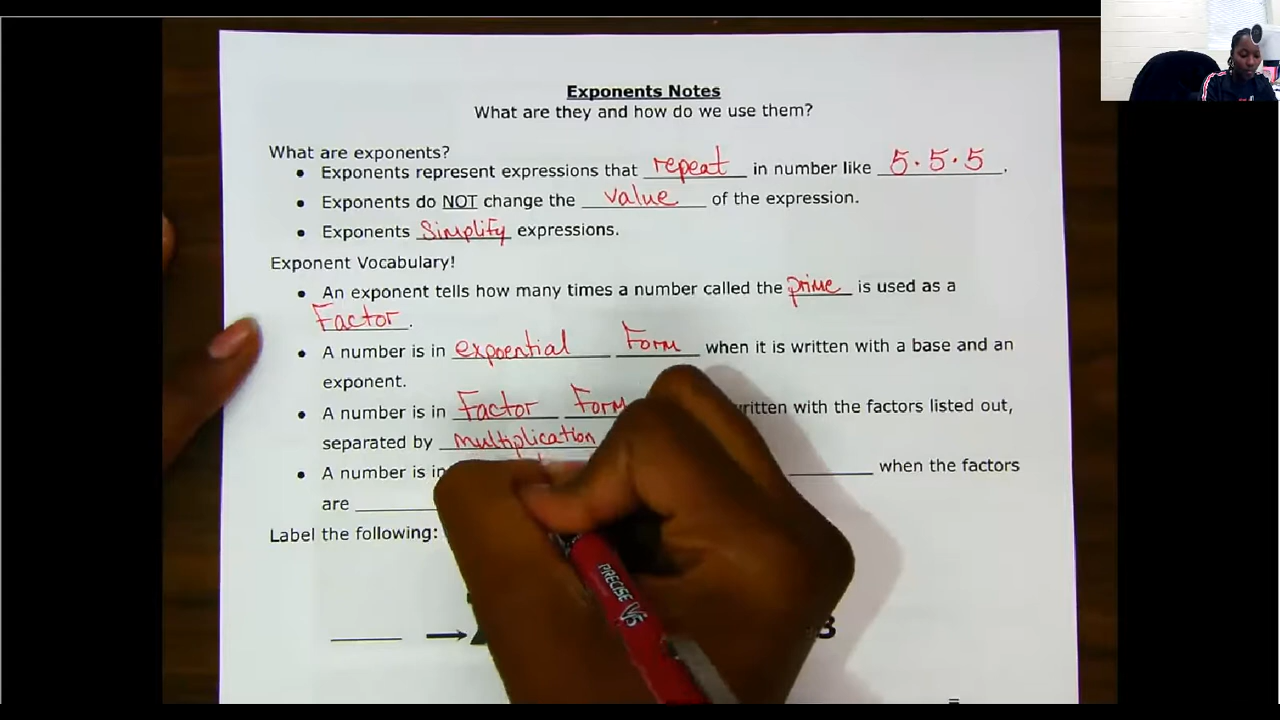 Exponents Notes
What are they and how do we use them?
What are exponents?
• Exponents represent expressions that repeat in number like 5·5·5.
• Exponents do NOT change the value of the expression.
• Exponents Simplify expressions.
Exponent Vocabulary!
• An exponent tells how many times a number called the prime is used as a
Factor.
• A number is in expoential Form when it is written with a base and an
exponent.
• A number is in Factor Form written with the factors listed out,
separated by multiplication
• A number is in when the factors
are
Label the following:
PRECISE V5